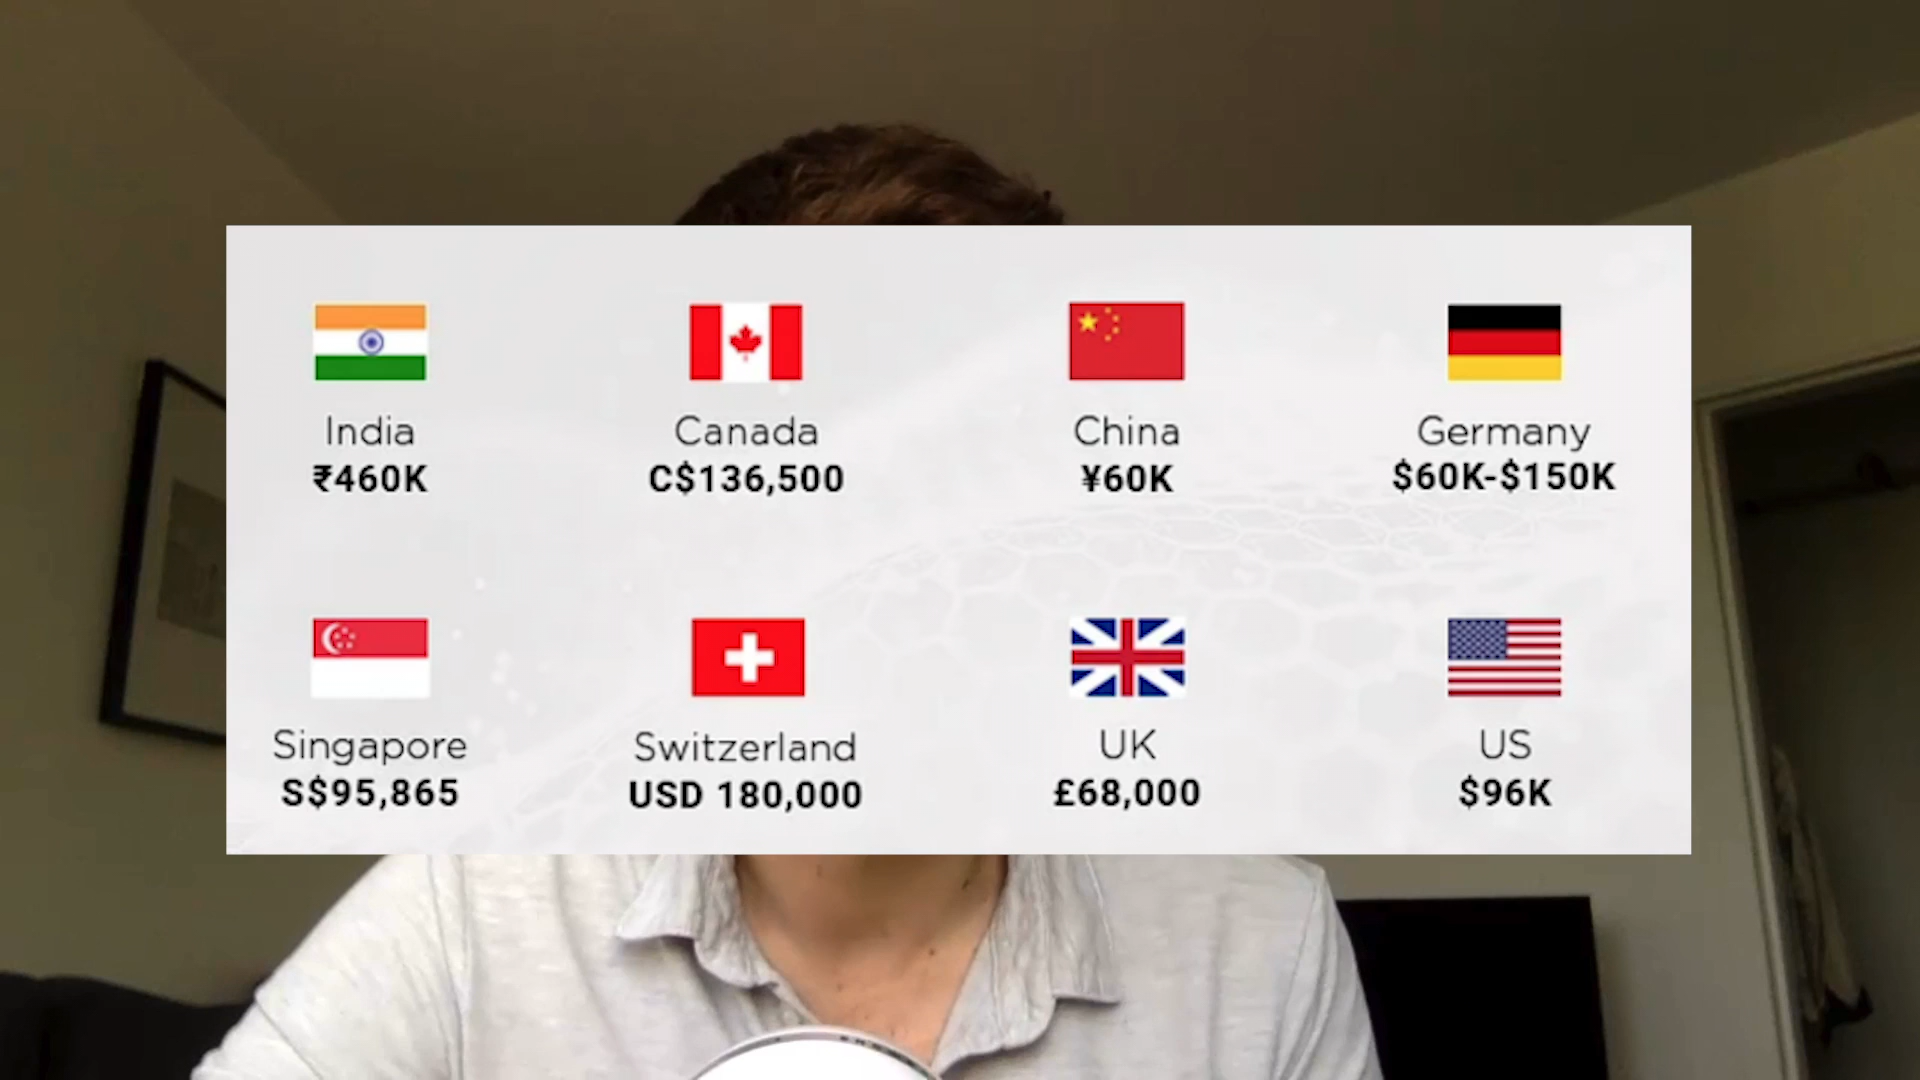 India
Canada
China
Germany
₹460K
C$136,500
¥60K
$60K-$150K
Singapore
Switzerland
UK
US
S$95,865
USD 180,000
£68,000
$96K